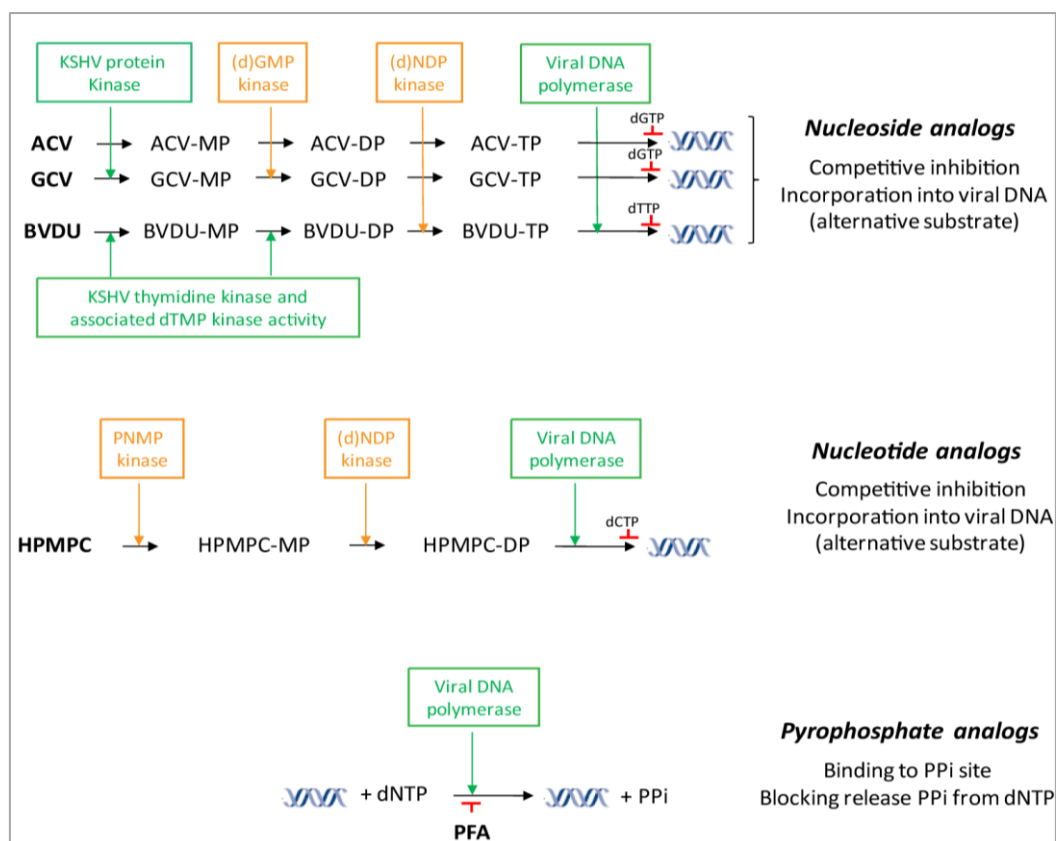 KSHV protein
Kinase
(d)GMP
kinase
(d)NDP
kinase
Viral DNA
polymerase
dGTP
ACV ACV-MP ACV-DP ACV-TP
dGTP
GCV GCV-MP GCV-DP GCV-TP
dTTP
BVDU BVDU-MP BVDU-DP BVDU-TP
KSHV thymidine kinase and
associated dTMP kinase activity
Nucleoside analogs
Competitive inhibition
Incorporation into viral DNA
(alternative substrate)
PNMP
kinase
(d)NDP
kinase
Viral DNA
polymerase
dCTP
HPMPC HPMPC-MP HPMPC-DP
Nucleotide analogs
Competitive inhibition
Incorporation into viral DNA
(alternative substrate)
Viral DNA
polymerase
+ dNTP + PPi
PFA
Pyrophosphate analogs
Binding to PPi site
Blocking release PPi from dNTP